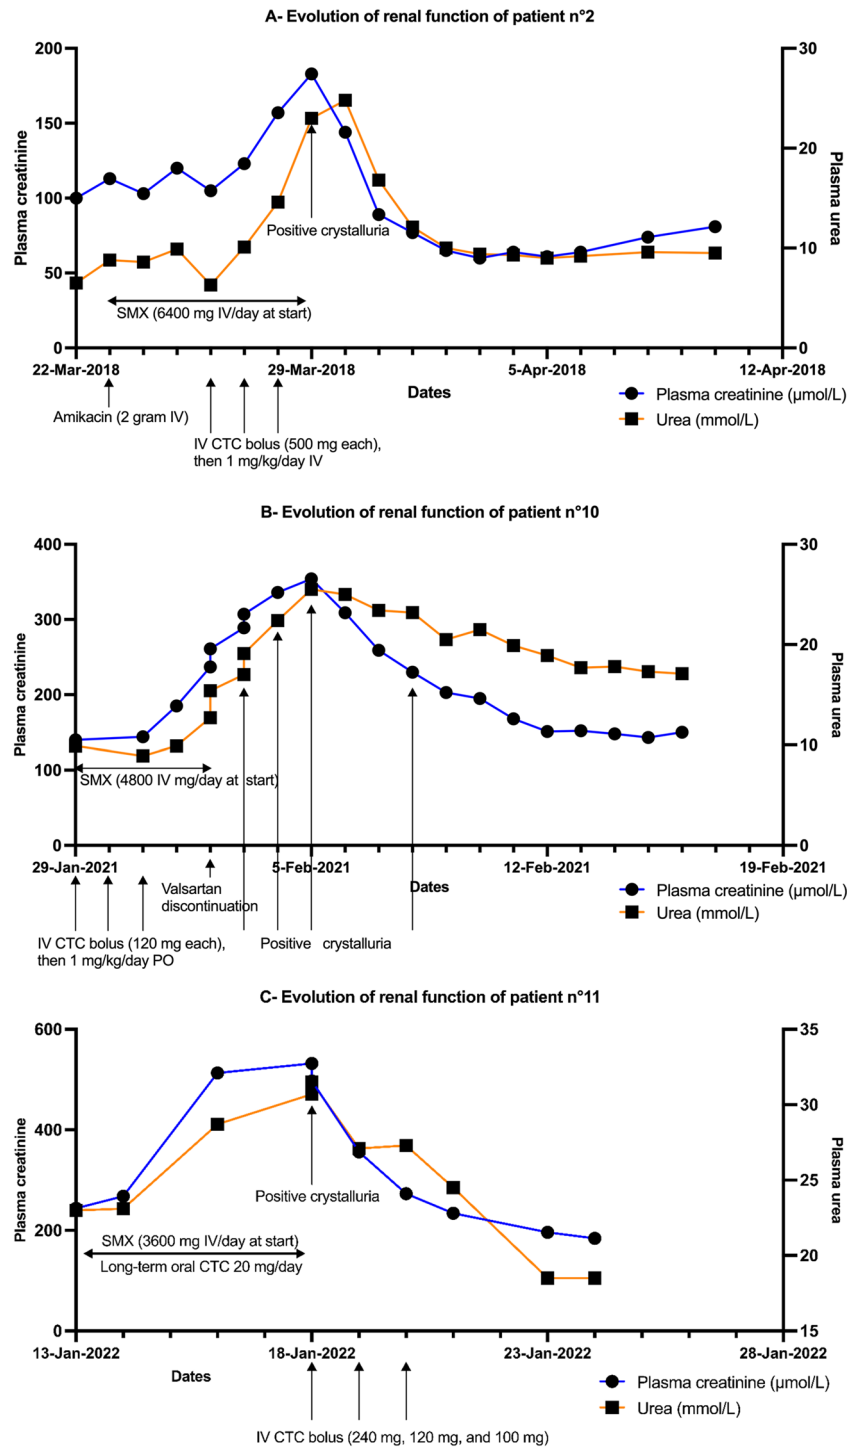 A- Evolution of renal function of patient n°2
200
150
100
50
0
Plasma creatinine
30
20
10
0
Plasma urea
Positive crystalluria
SMX (6400 mg IV/day at start)
22-Mar-2018
29-Mar-2018
5-Apr-2018
12-Apr-2018
Dates
Amikacin (2 gram IV)
IV CTC bolus (500 mg each),
then 1 mg/kg/day IV
Plasma creatinine (µmol/L)
Urea (mmol/L)
B- Evolution of renal function of patient n°10
400
300
200
100
0
Plasma creatinine
30
20
10
0
Plasma urea
SMX (4800 IV mg/day at start)
29-Jan-2021
5-Feb-2021
12-Feb-2021
19-Feb-2021
Dates
Valsartan
discontinuation
IV CTC bolus (120 mg each),
then 1 mg/kg/day PO
Positive crystalluria
Plasma creatinine (µmol/L)
Urea (mmol/L)
C- Evolution of renal function of patient n°11
600
400
200
0
Plasma creatinine
35
30
25
20
15
Plasma urea
Positive crystalluria
SMX (3600 mg IV/day at start)
Long-term oral CTC 20 mg/day
13-Jan-2022
18-Jan-2022
23-Jan-2022
28-Jan-2022
Dates
IV CTC bolus (240 mg, 120 mg, and 100 mg)
Plasma creatinine (µmol/L)
Urea (mmol/L)